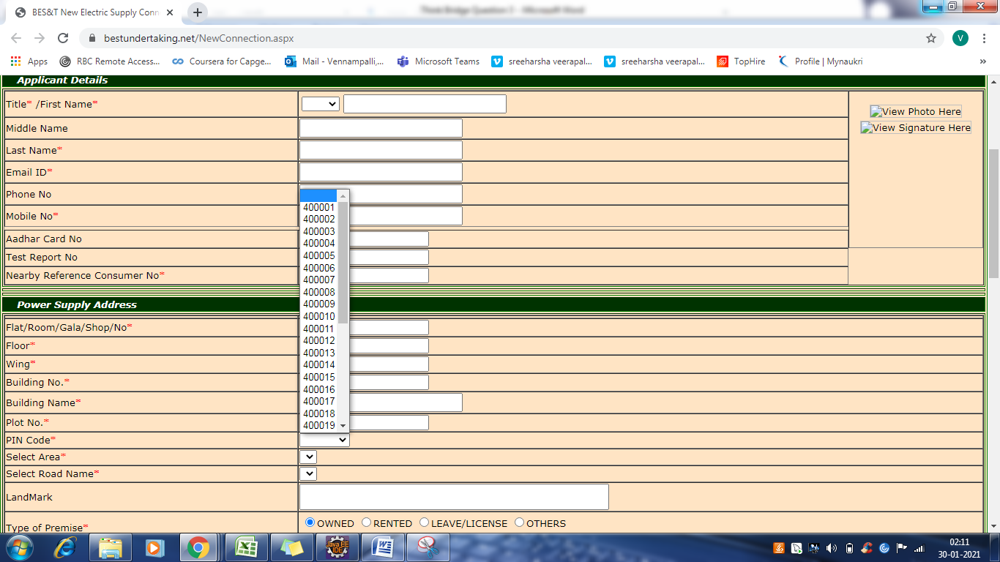 BES&T New Electric Supply Conn
bestundertaking.net/NewConnection.aspx
V
Apps RBC Remote Access... Coursera for Capge... Mail - Vennampalli,... Microsoft Teams sreeharsha veerapal... sreeharsha veerapal... TopHire Profile | Mynaukri »
Applicant Details
Title* /First Name*
View Photo Here
View Signature Here
Middle Name
Last Name*
Email ID*
Phone No
Mobile No*
Aadhar Card No
Test Report No
Nearby Reference Consumer No*
400001
400002
400003
400004
400005
400006
400007
400008
400009
400010
400011
400012
400013
400014
400015
400016
400017
400018
400019
Power Supply Address
Flat/Room/Gala/Shop/No*
Floor*
Wing*
Building No.*
Building Name*
Plot No.*
PIN Code*
Select Area*
Select Road Name*
LandMark
Type of Premise* OWNED RENTED LEAVE/LICENSE OTHERS
Java EE
IDE
02:11
30-01-2021